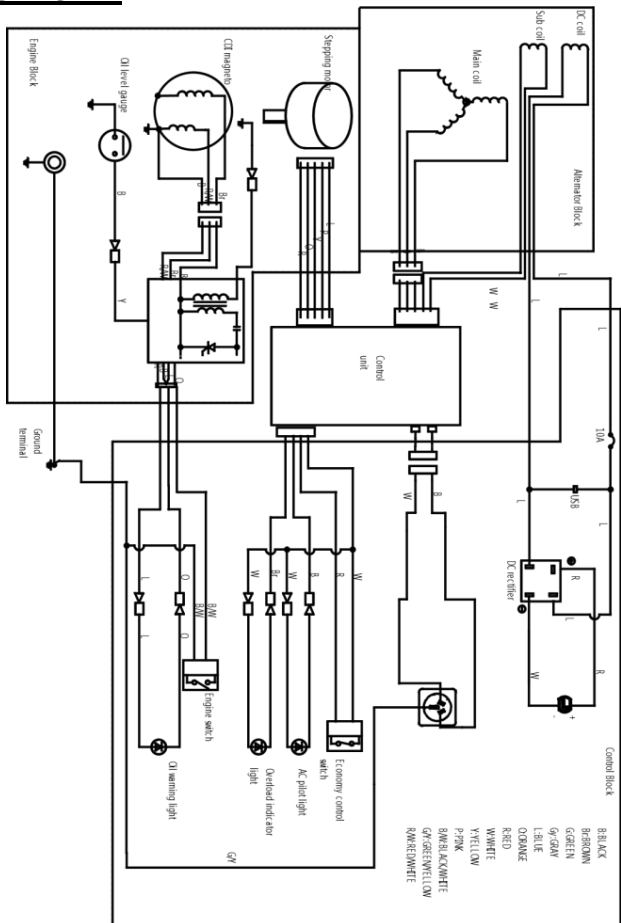 Engine Block
Oil level gauge
CDI magneto
Stepping motor
Main coil
Sub coil
DC coil
Alternator Block
B
Y
B
R/W
Br
R/W
Br
L
P
Y
O
W
W
L
L
L
10A
USB
L
L
Control
unit
DC rectifier
R
L
R
W
+
-
Control Block
W
B
Ground
terminal
O
L
O
B/W
B/W
L
O
W
Br
W
B
R
W
Engine switch
Oil warning light
Overload indicator
light
AC pilot light
Economy control
switch
G/Y
B:BLACK
Br:BROWN
G:GREEN
Gy:GRAY
L:BLUE
O:ORANGE
R:RED
W:WHITE
Y:YELLOW
P:PINK
B/W:BLACK/WHITE
G/Y:GREEN/YELLOW
R/W:RED/WHITE